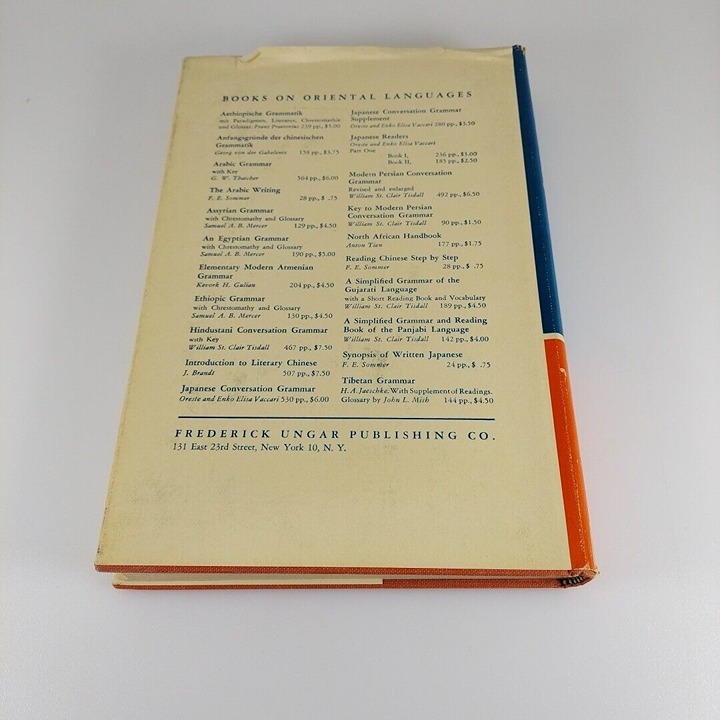 BOOKS ON ORIENTAL LANGUAGES
Aethiopische Grammatik
mit Paradigmen, Literatur, Chrestomathie
und Glossar. Franz Praetorius 239 pp., $5.00
Anfangsgründe der chinesischen
Grammatik
Georg von der Gabelentz 158 pp., $3.75
Arabic Grammar
with Key
G. W. Thatcher 564 pp., $6.00
The Arabic Writing
F. E. Sommer 28 pp., $ .75
Assyrian Grammar
with Chrestomathy and Glossary
Samuel A. B. Mercer 129 pp., $4.50
An Egyptian Grammar
with Chrestomathy and Glossary
Samuel A. B. Mercer 190 pp., $5.00
Elementary Modern Armenian
Grammar
Kevork H. Gulian 204 pp., $4.50
Ethiopic Grammar
with Chrestomathy and Glossary
Samuel A. B. Mercer 130 pp., $4.50
Hindustani Conversation Grammar
with Key
William St. Clair Tisdall 467 pp., $7.50
Introduction to Literary Chinese
J. Brandt 507 pp., $7.50
Japanese Conversation Grammar
Oreste and Enko Elisa Vaccari 530 pp., $6.00
Japanese Conversation Grammar
Supplement
Oreste and Enko Elisa Vaccari 280 pp., $3.50
Japanese Readers
Oreste and Enko Elisa Vaccari
Part One
Book I, 236 pp., $3.00
Book II, 185 pp., $2.50
Modern Persian Conversation
Grammar
Revised and enlarged
William St. Clair Tisdall 492 pp., $6.50
Key to Modern Persian
Conversation Grammar
William St. Clair Tisdall 90 pp., $1.50
North African Handbook
Anton Tien 177 pp., $1.75
Reading Chinese Step by Step
F. E. Sommer 28 pp., $ .75
A Simplified Grammar of the
Gujarati Language
with a Short Reading Book and Vocabulary
William St. Clair Tisdall 189 pp., $4.50
A Simplified Grammar and Reading
Book of the Panjabi Language
William St. Clair Tisdall 142 pp., $4.00
Synopsis of Written Japanese
F. E. Sommer 24 pp., $ .75
Tibetan Grammar
H. A. Jaeschke: With Supplement of Readings.
Glossary by John L. Mish 144 pp., $4.50
FREDERICK UNGAR PUBLISHING CO.
131 East 23rd Street, New York 10, N. Y.